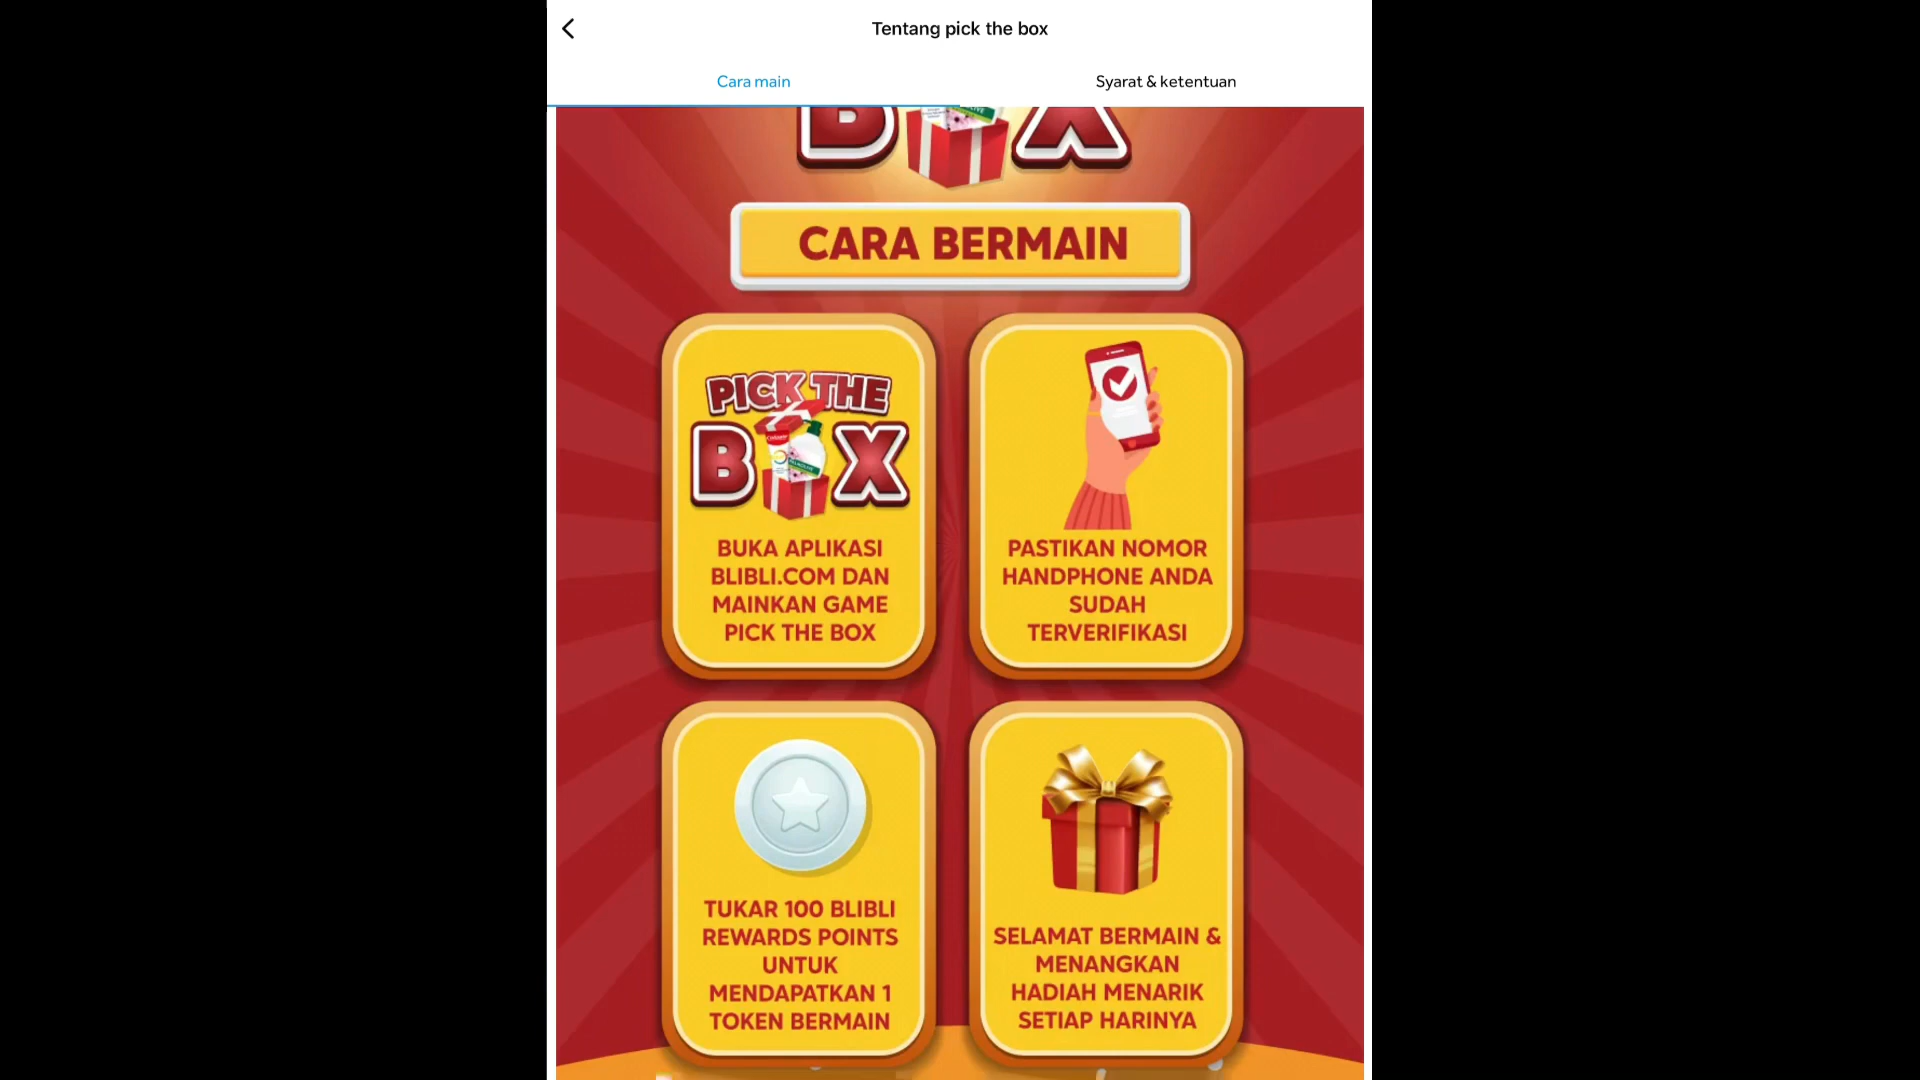 Tentang pick the box
Cara main
Syarat & ketentuan
B X
CARA BERMAIN
PICK THE
B X
BUKA APLIKASI
BLIBLI.COM DAN
MAINKAN GAME
PICK THE BOX
PASTIKAN NOMOR
HANDPHONE ANDA
SUDAH
TERVERIFIKASI
TUKAR 100 BLIBLI
REWARDS POINTS
UNTUK
MENDAPATKAN 1
TOKEN BERMAIN
SELAMAT BERMAIN &
MENANGKAN
HADIAH MENARIK
SETIAP HARINYA